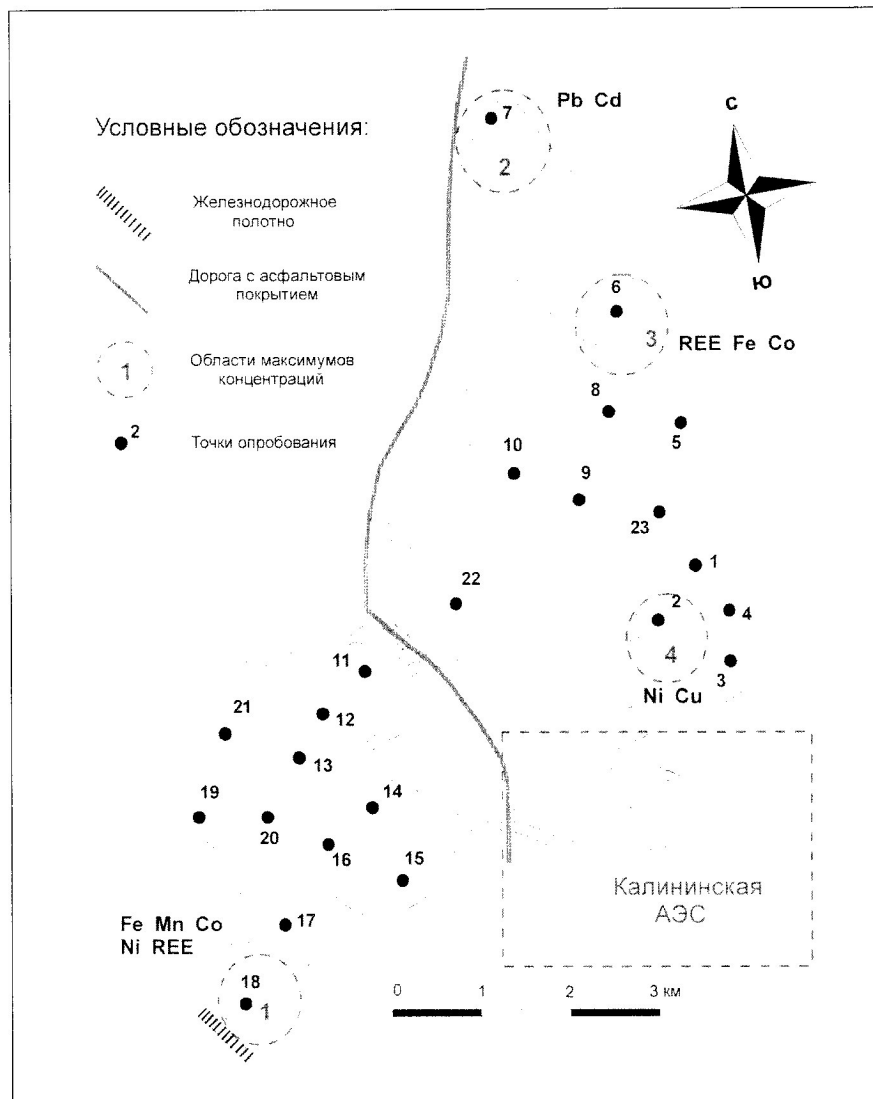 Условные обозначения:
Железнодорожное
полотно
Дорога с асфальтовым
покрытием
1
Области максимумов
концентраций
2
Точки опробования
Pb Cd
7
2
С
Ю
6
3
REE Fe Co
8
5
10
9
23
1
22
2
4
4
3
Ni Cu
11
21
12
13
19
14
20
16
15
Калининская
АЭС
Fe Mn Co
Ni REE
17
18
1
0 1 2 3 км